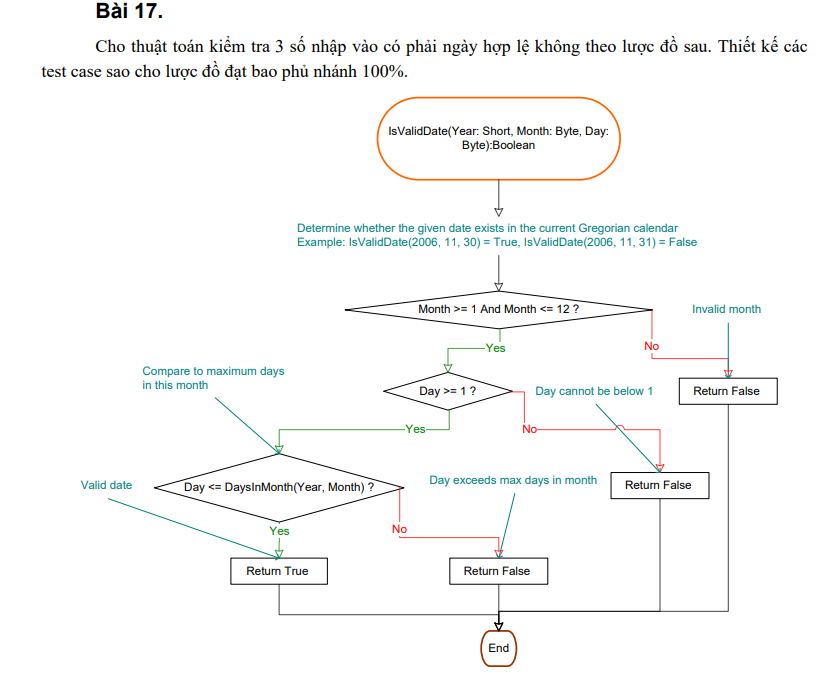 Bài 17.
Cho thuật toán kiểm tra 3 số nhập vào có phải ngày hợp lệ không theo lược đồ sau. Thiết kế các
test case sao cho lược đồ đạt bao phủ nhánh 100%.
IsValidDate(Year: Short, Month: Byte, Day:
Byte):Boolean
Determine whether the given date exists in the current Gregorian calendar
Example: IsValidDate(2006, 11, 30) = True, IsValidDate(2006, 11, 31) = False
Month >= 1 And Month <= 12 ?
Invalid month
Yes
No
Compare to maximum days
in this month
Day >= 1 ?
Day cannot be below 1
Return False
Yes
No
Valid date
Day <= DaysInMonth(Year, Month) ?
Day exceeds max days in month
Return False
Yes
No
Return True
Return False
End